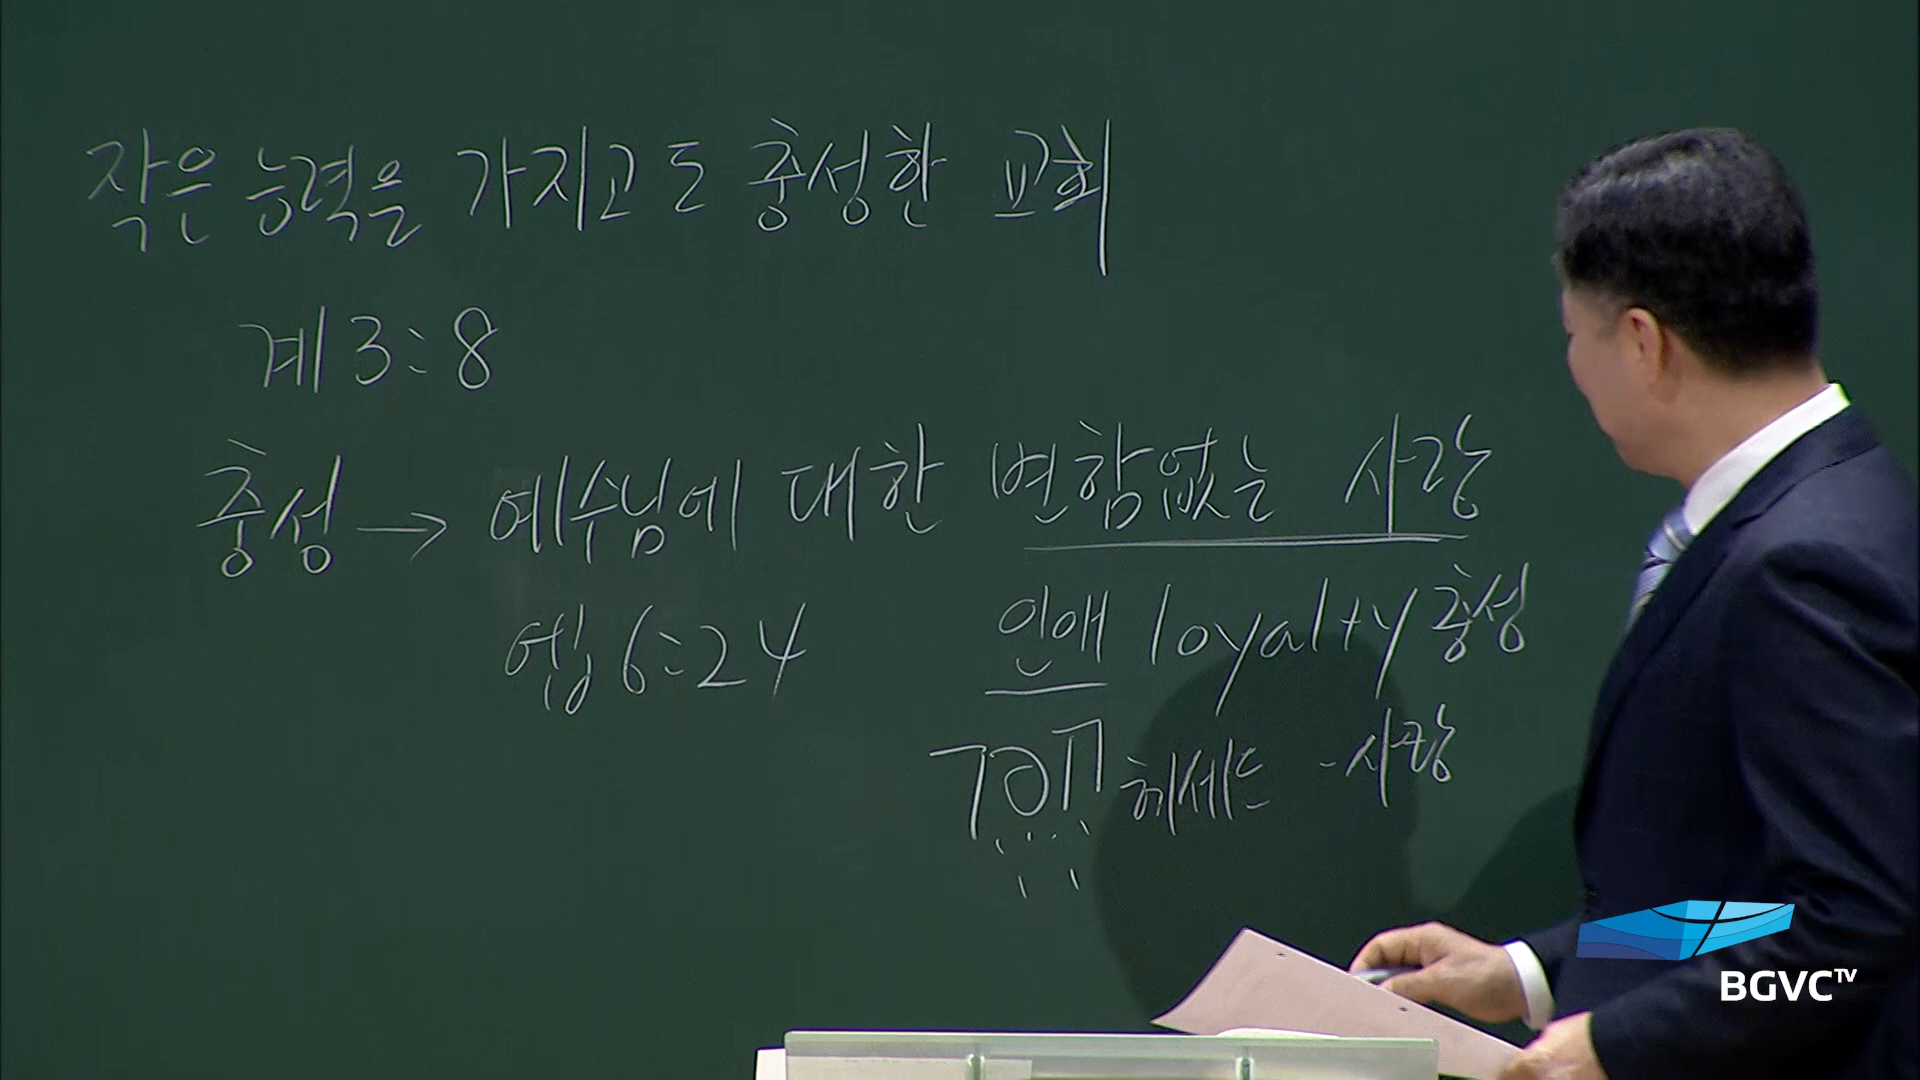 작은 능력을 가지고도 충성한 교회
계 3:8
충성 → 예수님에 대한 변함없는 사랑
엡 6:24
인애 loyalty 충성
חסד 헤세드 - 사랑
BGVC TV